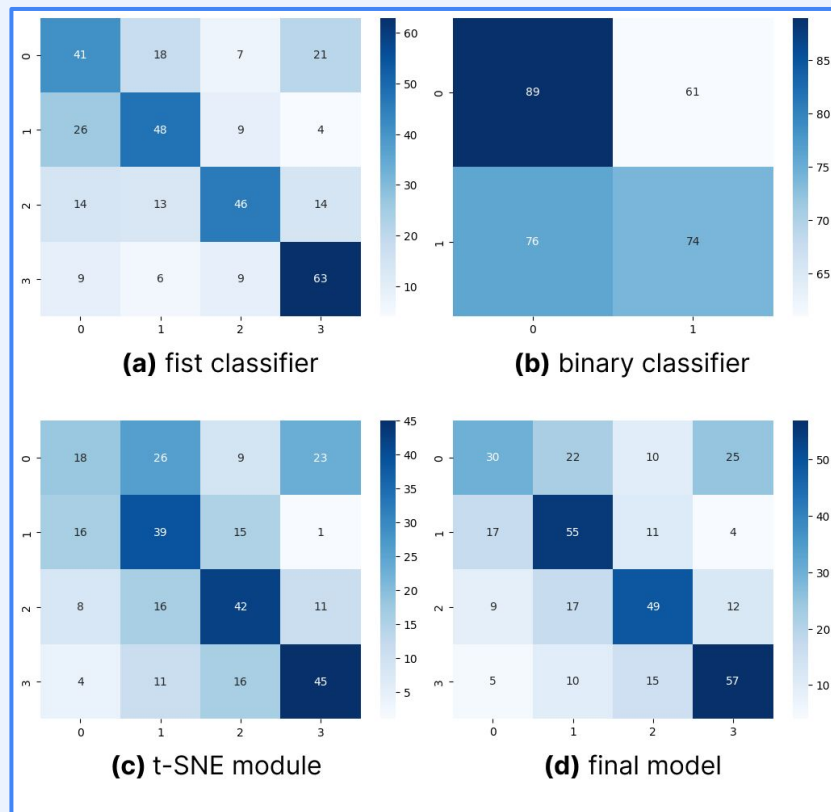 0 41 18 7 21
1 26 48 9 4
2 14 13 46 14
3 9 6 9 63
0 1 2 3
60
50
40
30
20
10
(a) fist classifier
0 89 61
1 76 74
0 1
85
80
75
70
65
(b) binary classifier
0 18 26 9 23
1 16 39 15 1
2 8 16 42 11
3 4 11 16 45
0 1 2 3
45
40
35
30
25
20
15
10
5
(c) t-SNE module
0 30 22 10 25
1 17 55 11 4
2 9 17 49 12
3 5 10 15 57
0 1 2 3
50
40
30
20
10
(d) final model